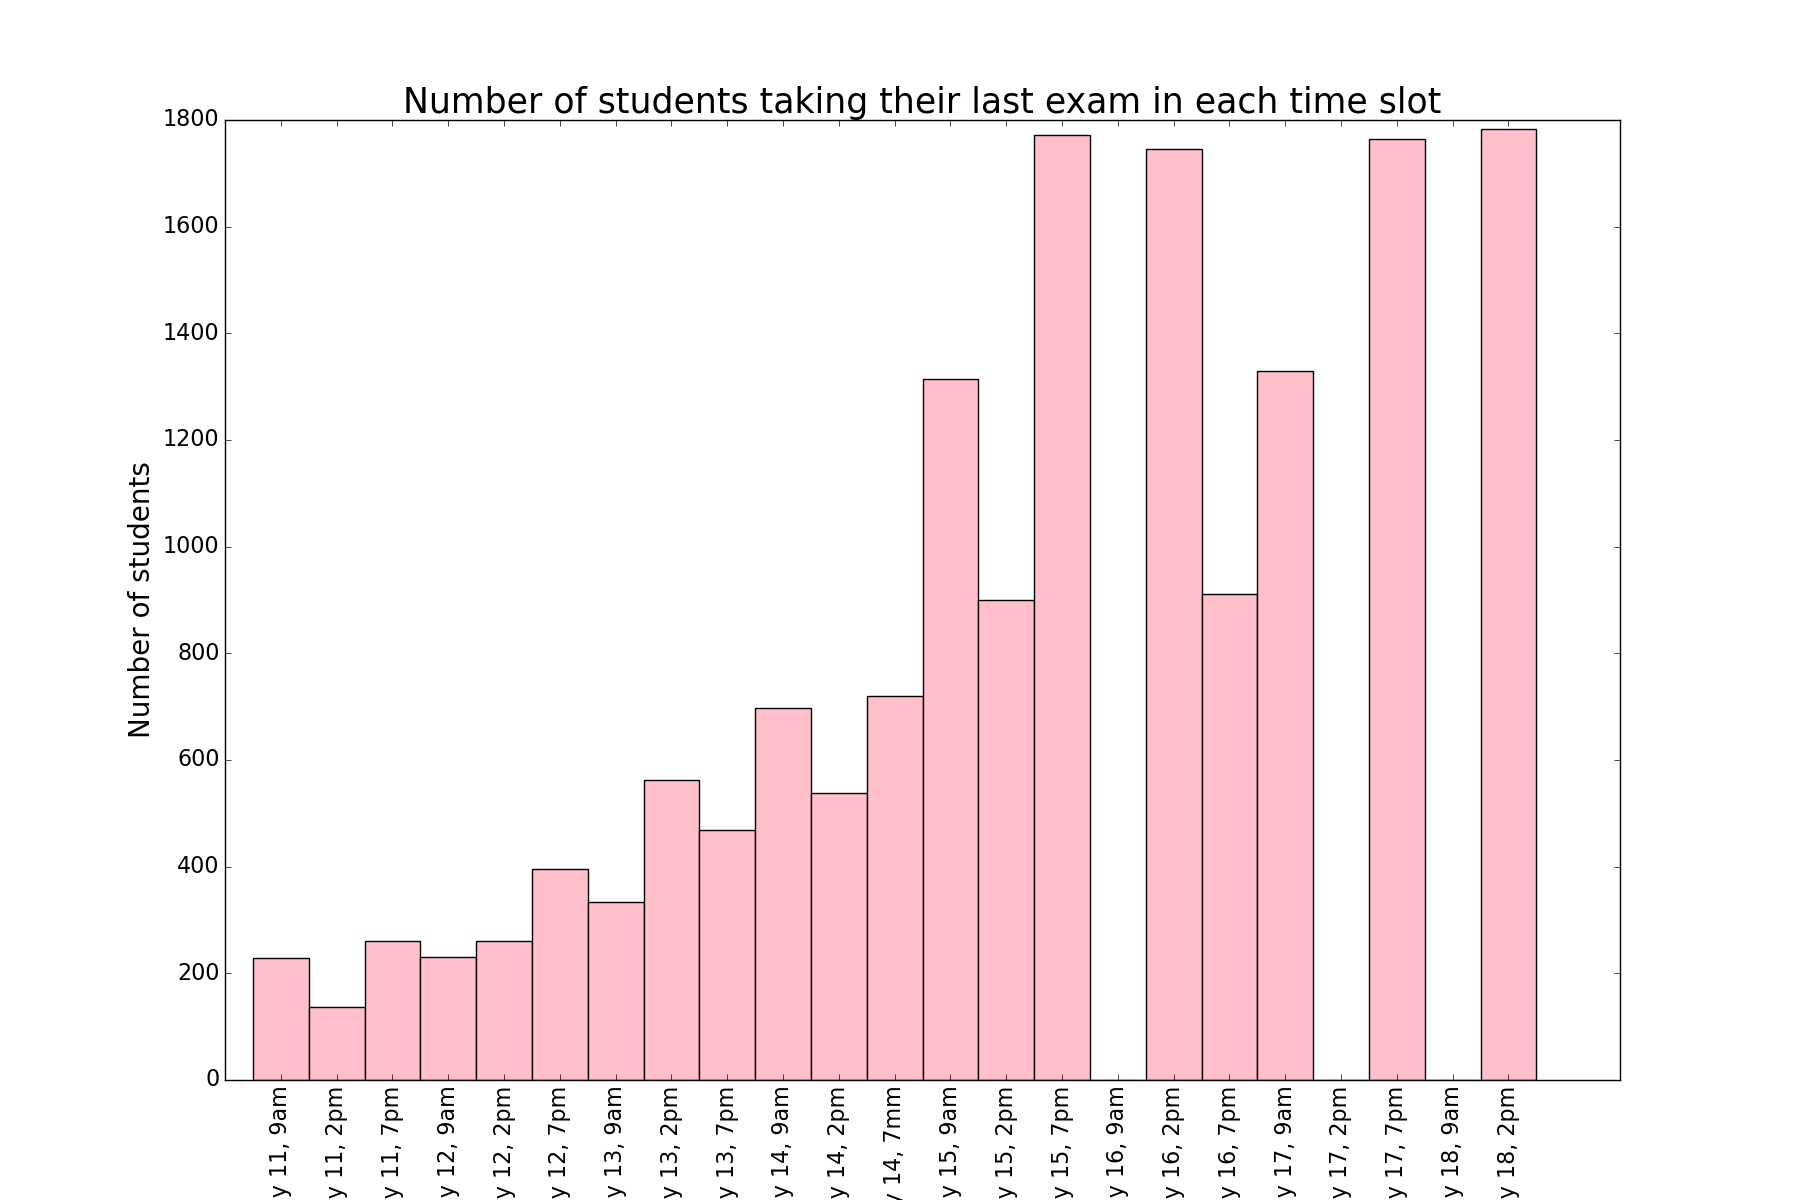 Number of students taking their last exam in each time slot
Number of students
1800
1600
1400
1200
1000
800
600
400
200
0
y 11, 9am
y 11, 2pm
y 11, 7pm
y 12, 9am
y 12, 2pm
y 12, 7pm
y 13, 9am
y 13, 2pm
y 13, 7pm
y 14, 9am
y 14, 2pm
y 14, 7mm
y 15, 9am
y 15, 2pm
y 15, 7pm
y 16, 9am
y 16, 2pm
y 16, 7pm
y 17, 9am
y 17, 2pm
y 17, 7pm
y 18, 9am
y 18, 2pm